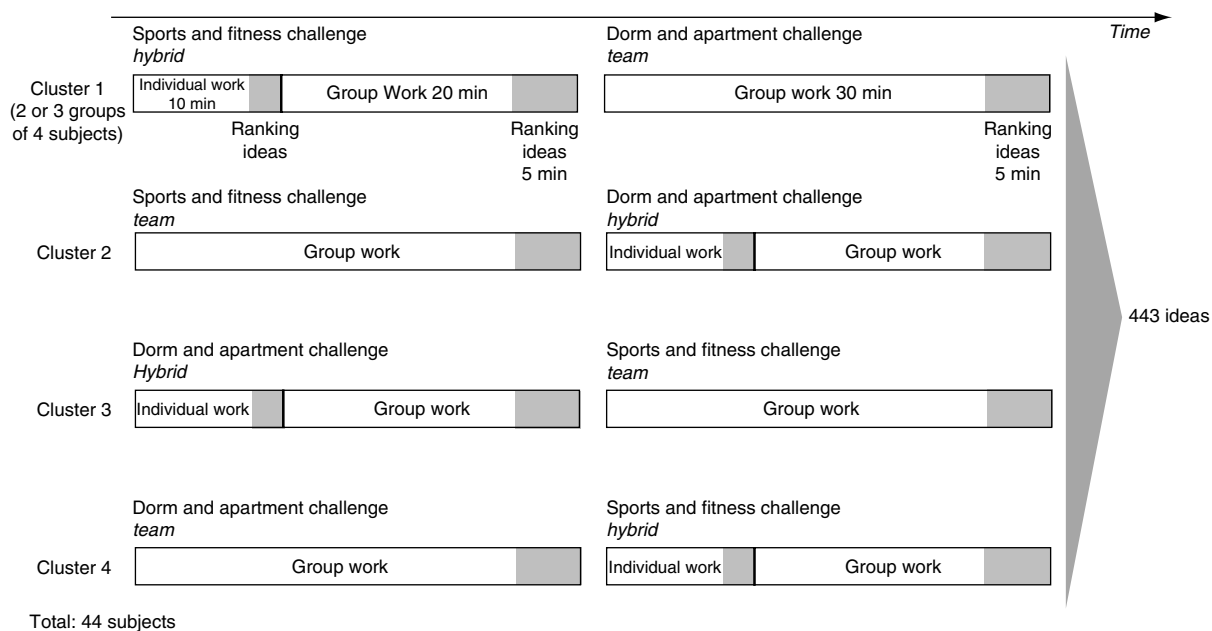 Time
Sports and fitness challenge
hybrid
Dorm and apartment challenge
team
Cluster 1
(2 or 3 groups
of 4 subjects)
Individual work
10 min
Group Work 20 min
Group work 30 min
Ranking
ideas
Ranking
ideas
5 min
Ranking
ideas
5 min
Sports and fitness challenge
team
Dorm and apartment challenge
hybrid
Cluster 2
Group work
Individual work
Group work
443 ideas
Dorm and apartment challenge
Hybrid
Sports and fitness challenge
team
Cluster 3
Individual work
Group work
Group work
Dorm and apartment challenge
team
Sports and fitness challenge
hybrid
Cluster 4
Group work
Individual work
Group work
Total: 44 subjects